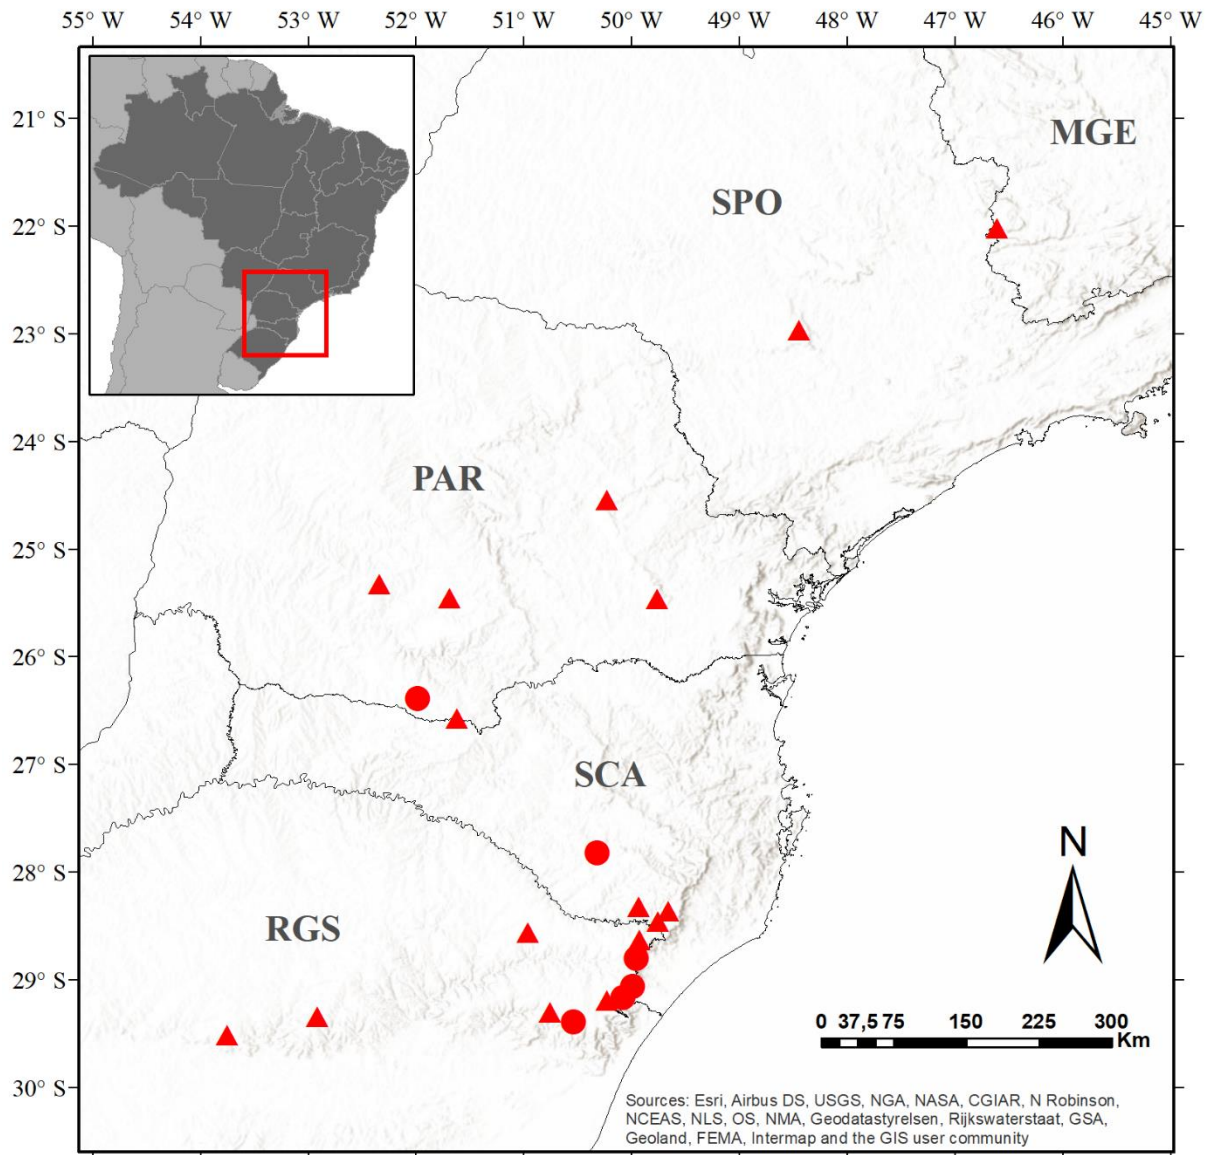 55° W 54° W 53° W 52° W 51° W 50° W 49° W 48° W 47° W 46° W 45° W
21° S
MGE
SPO
22° S
23° S
24° S
PAR
25° S
26° S
27° S
SCA
N
28° S
RGS
29° S
0 37,5 75 150 225 300
Km
30° S
Sources: Esri, Airbus DS, USGS, NGA, NASA, CGIAR, N Robinson,
NCEAS, NLS, OS, NMA, Geodatastyrelsen, Rijkswaterstaat, GSA,
Geoland, FEMA, Intermap and the GIS user community